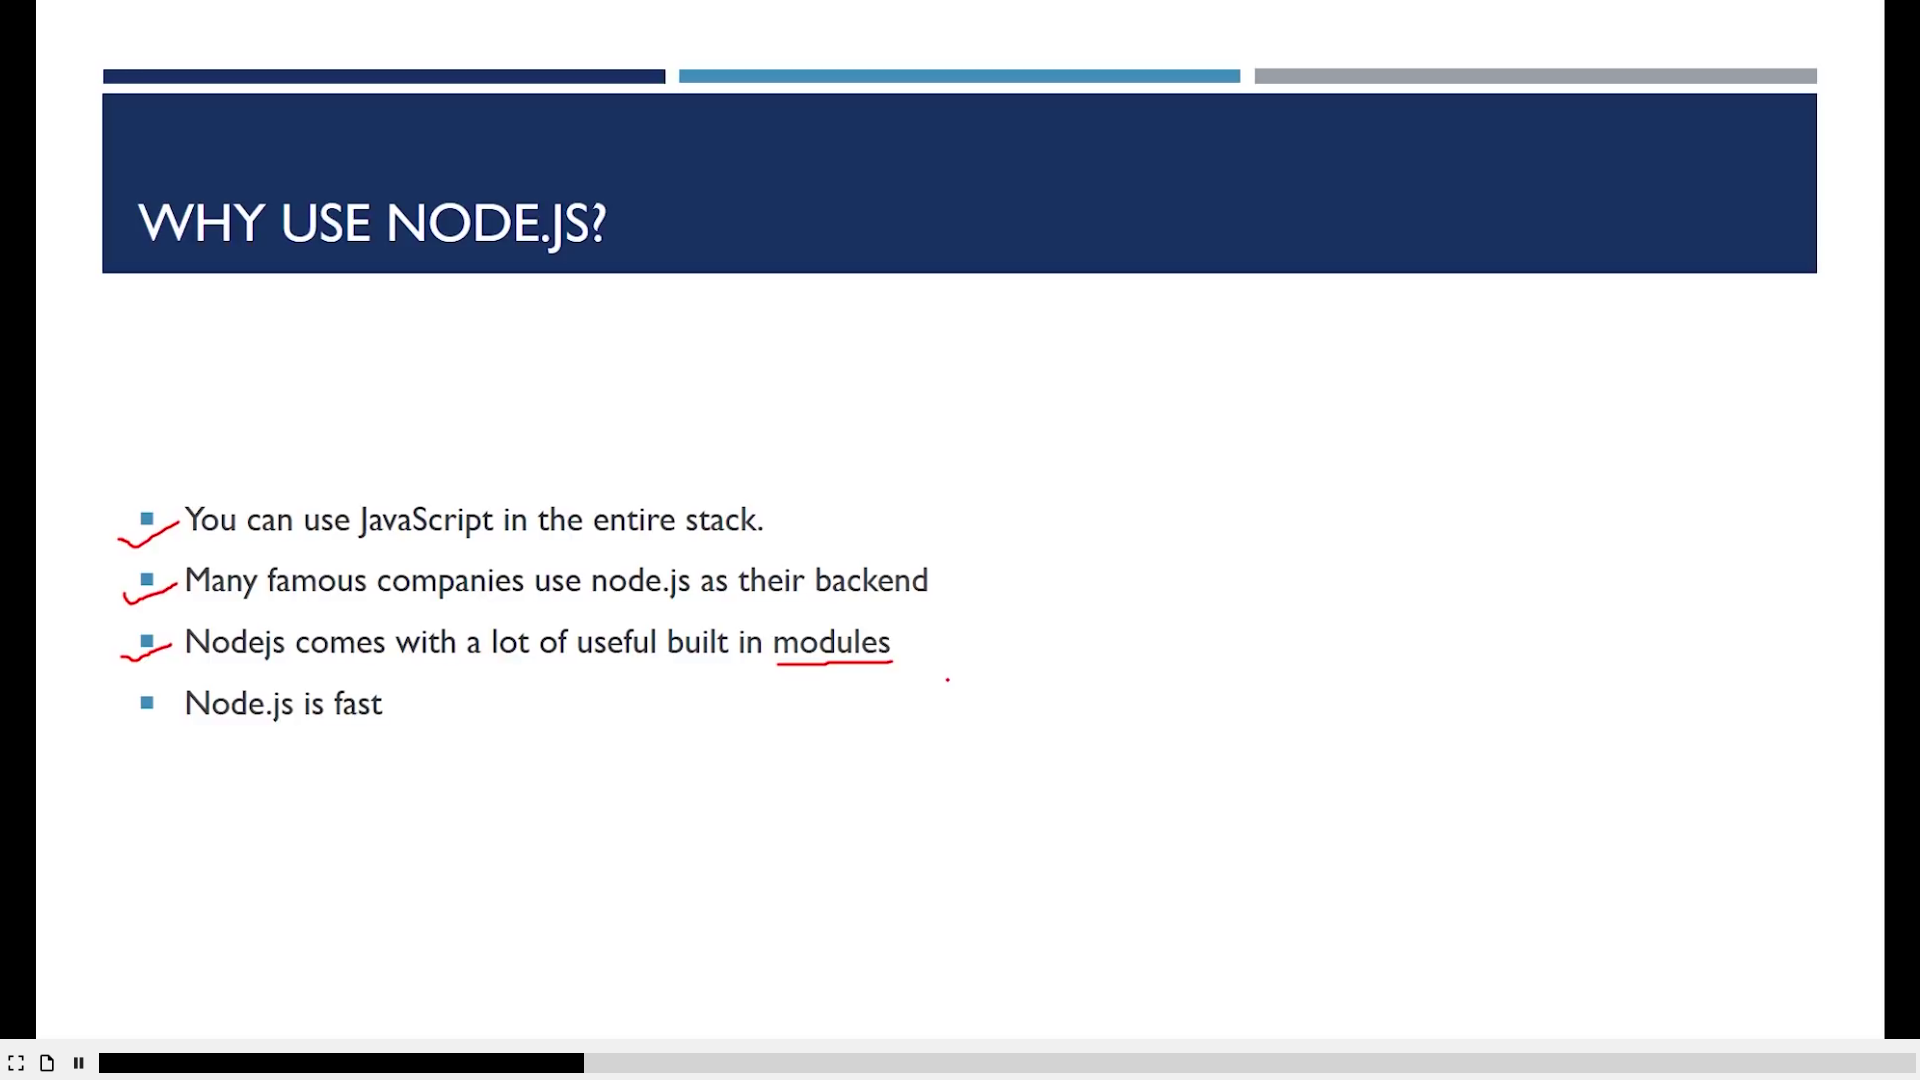 WHY USE NODE.JS?
You can use JavaScript in the entire stack.
Many famous companies use node.js as their backend
Nodejs comes with a lot of useful built in modules
Node.js is fast